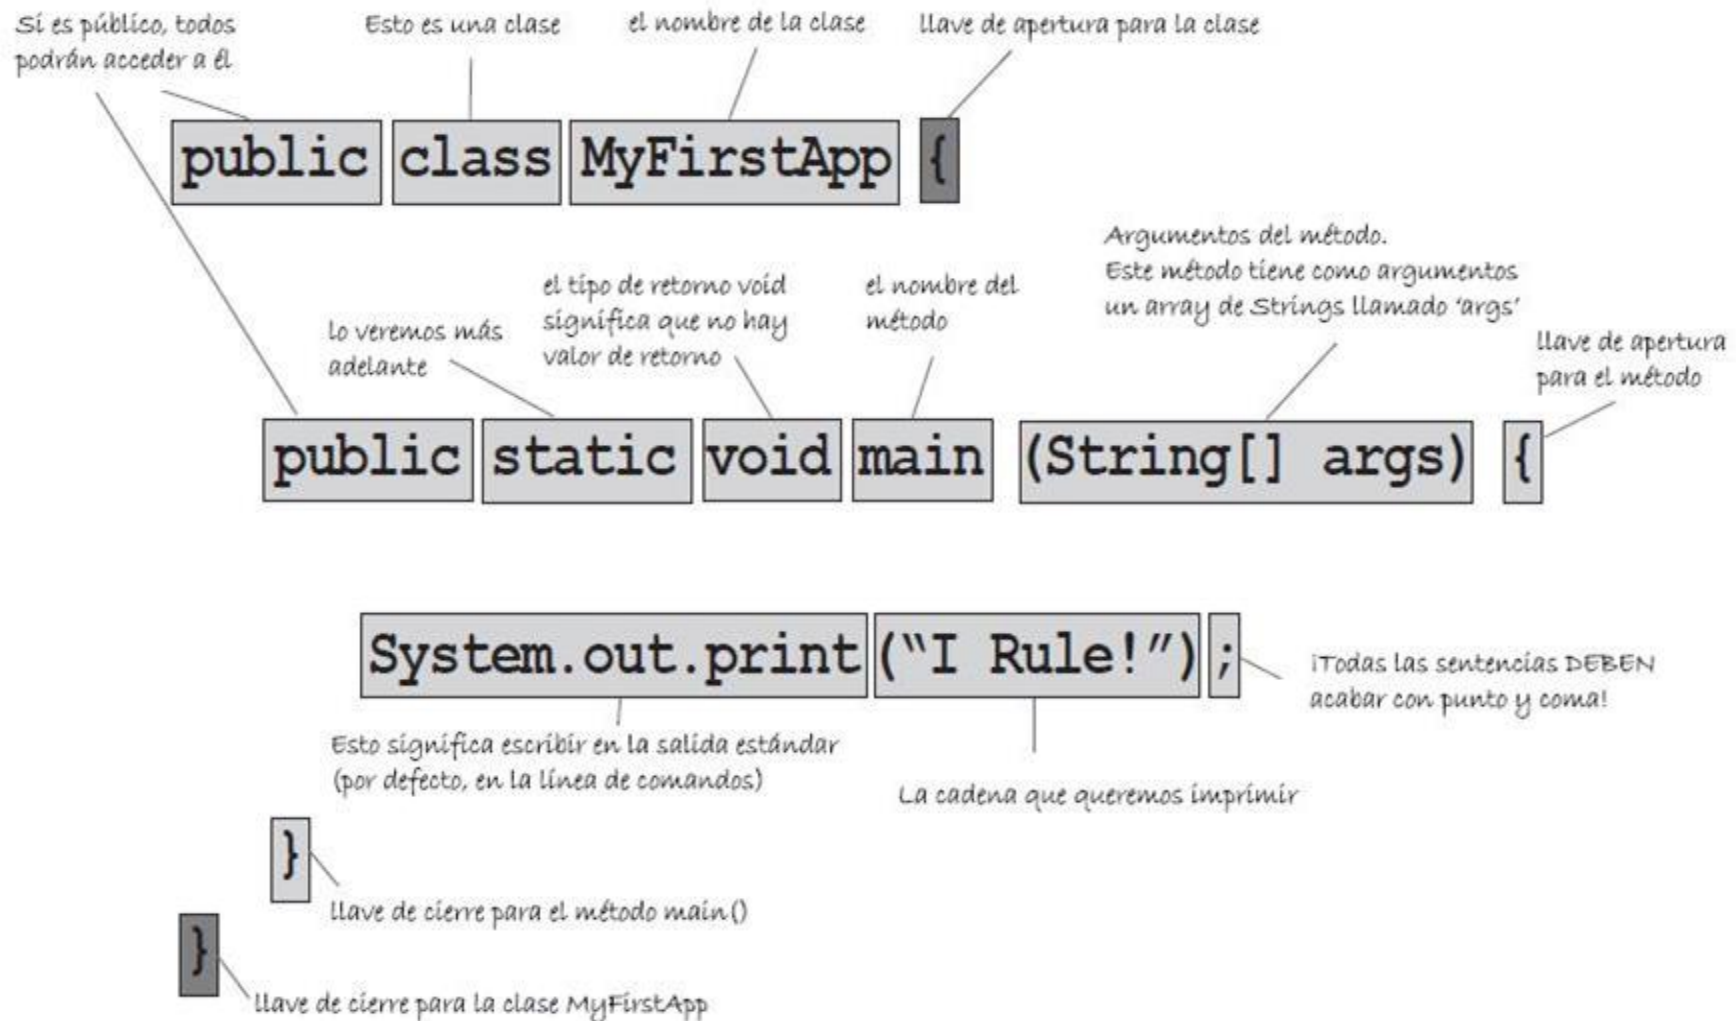 Si es público, todos
podrán acceder a él
Esto es una clase
el nombre de la clase
llave de apertura para la clase
public class MyFirstApp {
lo veremos más
adelante
el tipo de retorno void
significa que no hay
valor de retorno
el nombre del
método
Argumentos del método.
Este método tiene como argumentos
un array de Strings llamado ‘args’
llave de apertura
para el método
public static void main (String[] args) {
System.out.print(“I Rule!”);
¡Todas las sentencias DEBEN
acabar con punto y coma!
Esto significa escribir en la salida estándar
(por defecto, en la línea de comandos)
La cadena que queremos imprimir
}
llave de cierre para el método main()
}
llave de cierre para la clase MyFirstApp